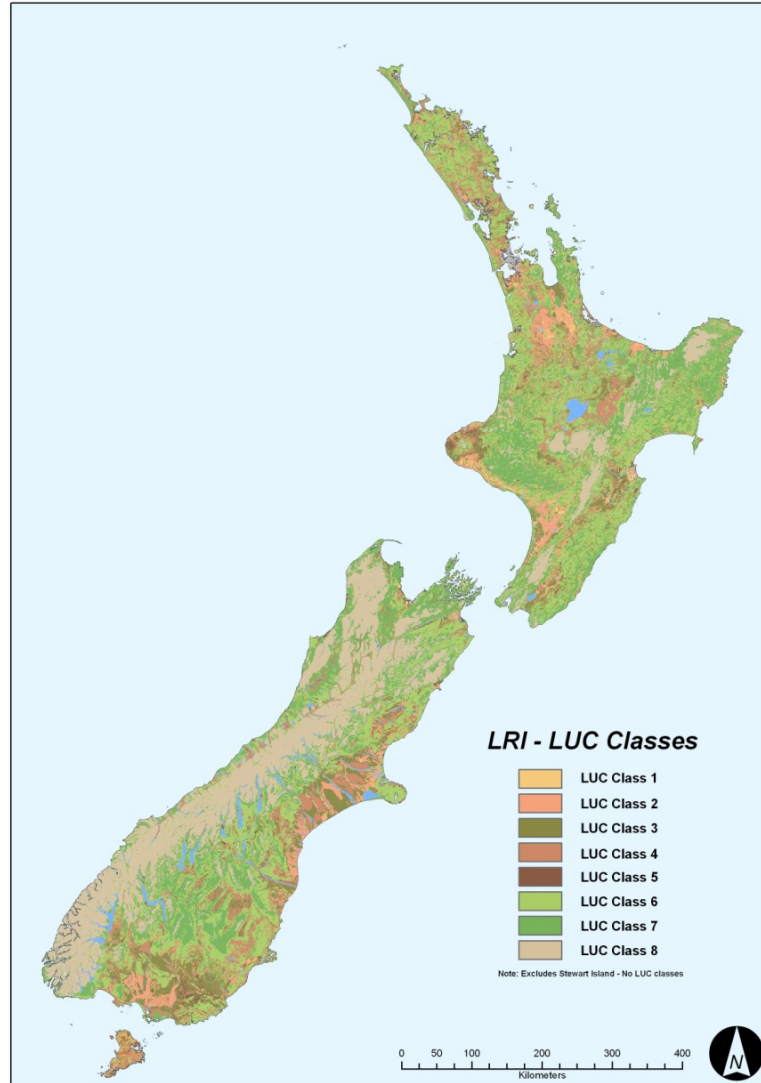 LRI - LUC Classes
LUC Class 1
LUC Class 2
LUC Class 3
LUC Class 4
LUC Class 5
LUC Class 6
LUC Class 7
LUC Class 8
Note: Excludes Stewart Island - No LUC classes
0 50 100 200 300 400
Kilometers
N